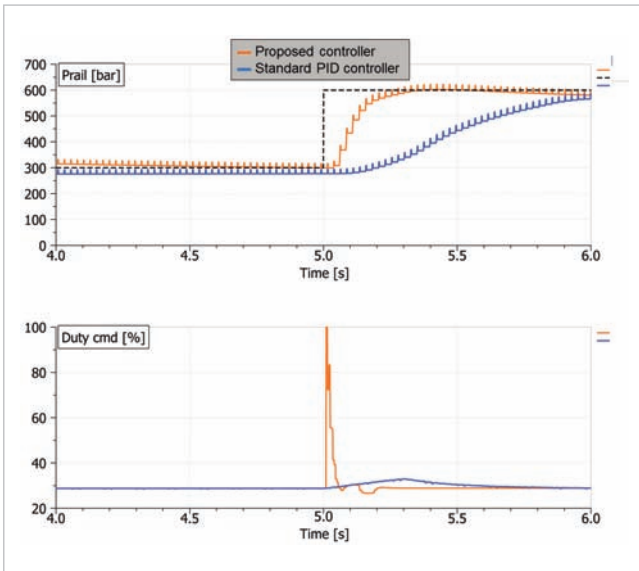 Proposed controller
Standard PID controller
Prail [bar]
700
600
500
400
300
200
100
0
4.0 4.5 5.0 5.5 6.0
Time [s]
Duty cmd [%]
100
80
60
40
20
4.0 4.5 5.0 5.5 6.0
Time [s]